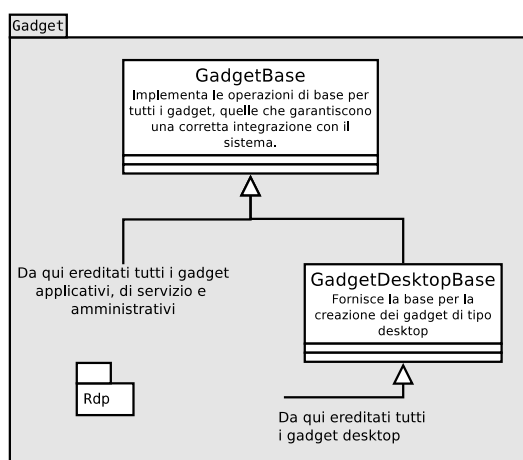 Gadget
GadgetBase
Implementa le operazioni di base per
tutti i gadget, quelle che garantiscono
una corretta integrazione con il
sistema.
Da qui ereditati tutti i gadget
applicativi, di servizio e
amministrativi
GadgetDesktopBase
Fornisce la base per la
creazione dei gadget di tipo
desktop
Rdp
Da qui ereditati tutti
i gadget desktop